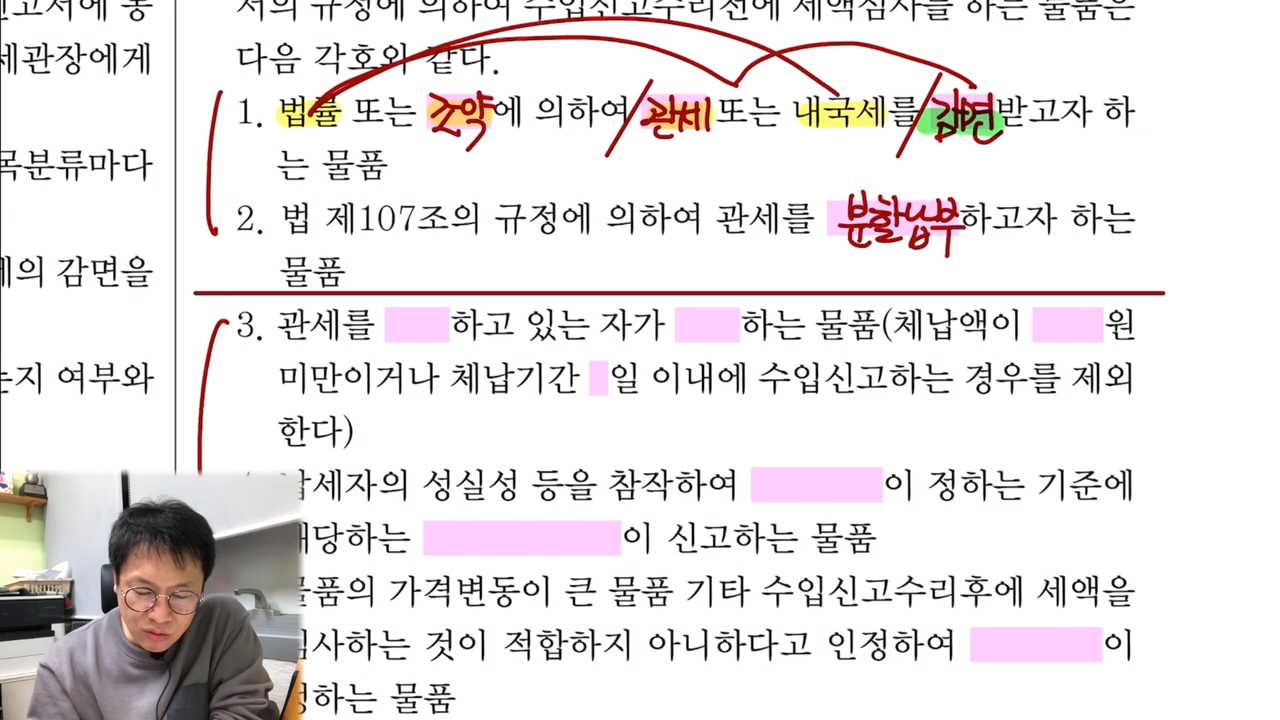 고서에 동
세관장에게
목분류마다
의 감면을
지 여부와
서의 규정에 의하여 수입신고수리전에 세액심사를 하는 물품은
다음 각호와 같다.
1. 법률 또는 조약에 의하여 관세 또는 내국세를 감면받고자 하
는 물품
2. 법 제107조의 규정에 의하여 관세를 분할납부하고자 하는
물품
3. 관세를 하고 있는 자가 하는 물품(체납액이 원
미만이거나 체납기간 일 이내에 수입신고하는 경우를 제외
한다)
납세자의 성실성 등을 참작하여 이 정하는 기준에
해당하는 이 신고하는 물품
물품의 가격변동이 큰 물품 기타 수입신고수리후에 세액을
심사하는 것이 적합하지 아니하다고 인정하여 이
정하는 물품